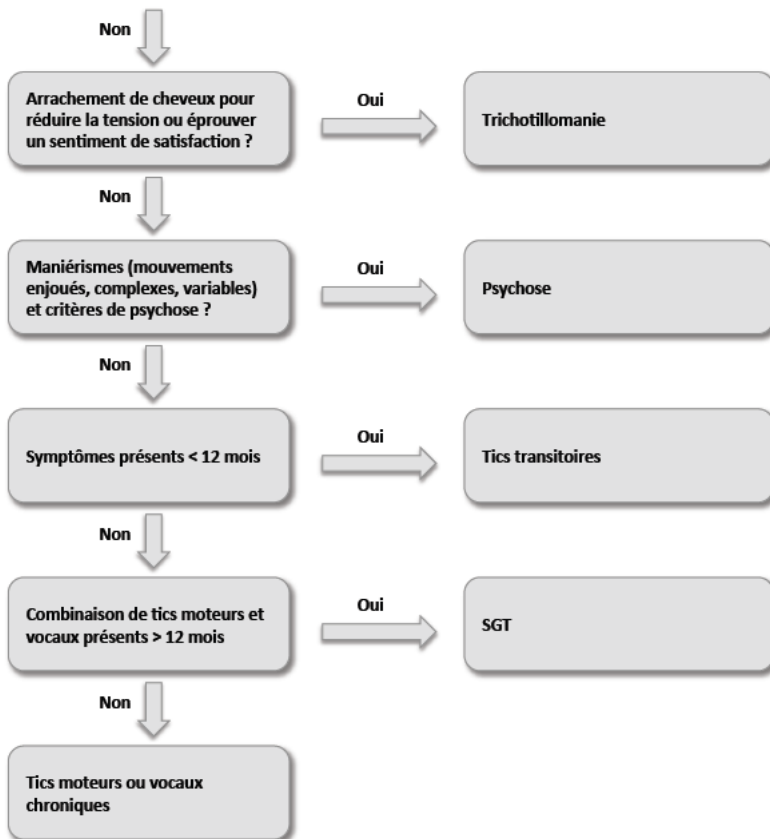 Non
Arrachement de cheveux pour
réduire la tension ou éprouver
un sentiment de satisfaction ?
Oui
Trichotillomanie
Non
Maniérismes (mouvements
enjoués, complexes, variables)
et critères de psychose ?
Oui
Psychose
Non
Symptômes présents < 12 mois
Oui
Tics transitoires
Non
Combinaison de tics moteurs et
vocaux présents > 12 mois
Oui
SGT
Non
Tics moteurs ou vocaux
chroniques